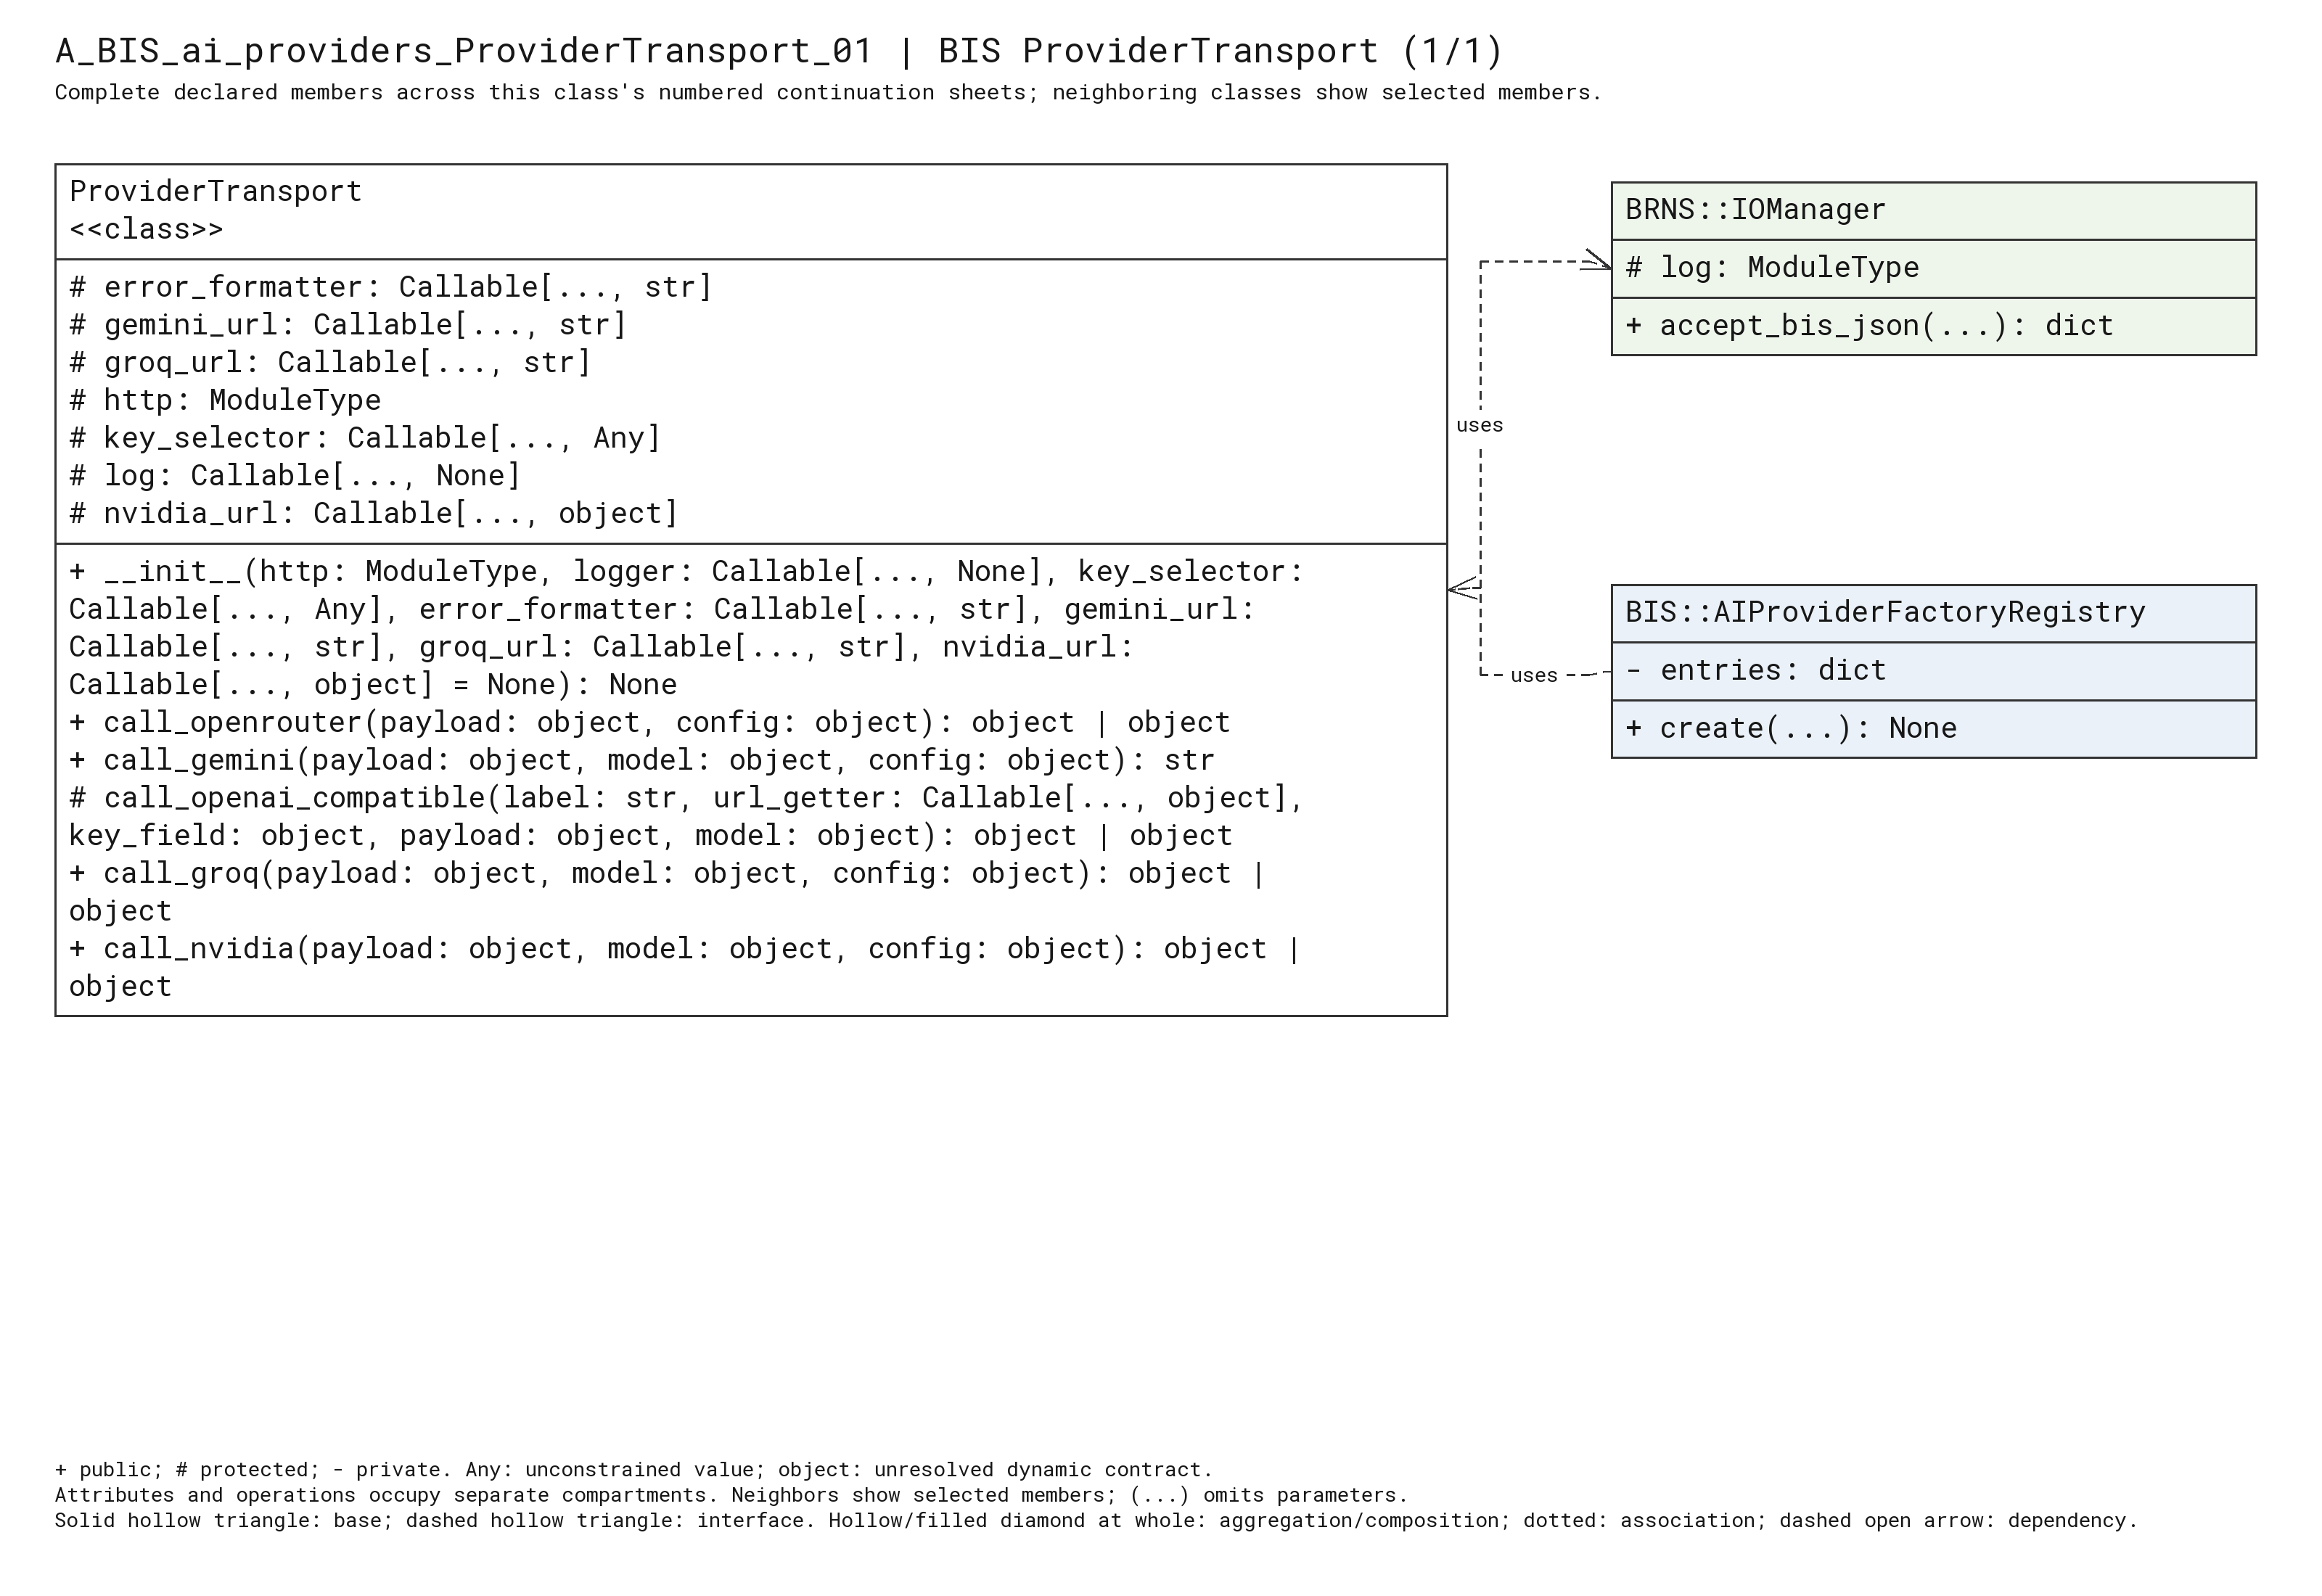 A_BIS_ai_providers_ProviderTransport_01 | BIS ProviderTransport (1/1)
Complete declared members across this class's numbered continuation sheets; neighboring classes show selected members.
ProviderTransport
<<class>>
# error_formatter: Callable[..., str]
# gemini_url: Callable[..., str]
# groq_url: Callable[..., str]
# http: ModuleType
# key_selector: Callable[..., Any]
# log: Callable[..., None]
# nvidia_url: Callable[..., object]
+ __init__(http: ModuleType, logger: Callable[..., None], key_selector:
Callable[..., Any], error_formatter: Callable[..., str], gemini_url:
Callable[..., str], groq_url: Callable[..., str], nvidia_url:
Callable[..., object] = None): None
+ call_openrouter(payload: object, config: object): object | object
+ call_gemini(payload: object, model: object, config: object): str
# call_openai_compatible(label: str, url_getter: Callable[..., object],
key_field: object, payload: object, model: object): object | object
+ call_groq(payload: object, model: object, config: object): object |
object
+ call_nvidia(payload: object, model: object, config: object): object |
object
uses
uses
BRNS::IOManager
# log: ModuleType
+ accept_bis_json(...): dict
BIS::AIProviderFactoryRegistry
- entries: dict
+ create(...): None
+ public; # protected; - private. Any: unconstrained value; object: unresolved dynamic contract.
Attributes and operations occupy separate compartments. Neighbors show selected members; (...) omits parameters.
Solid hollow triangle: base; dashed hollow triangle: interface. Hollow/filled diamond at whole: aggregation/composition; dotted: association; dashed open arrow: dependency.